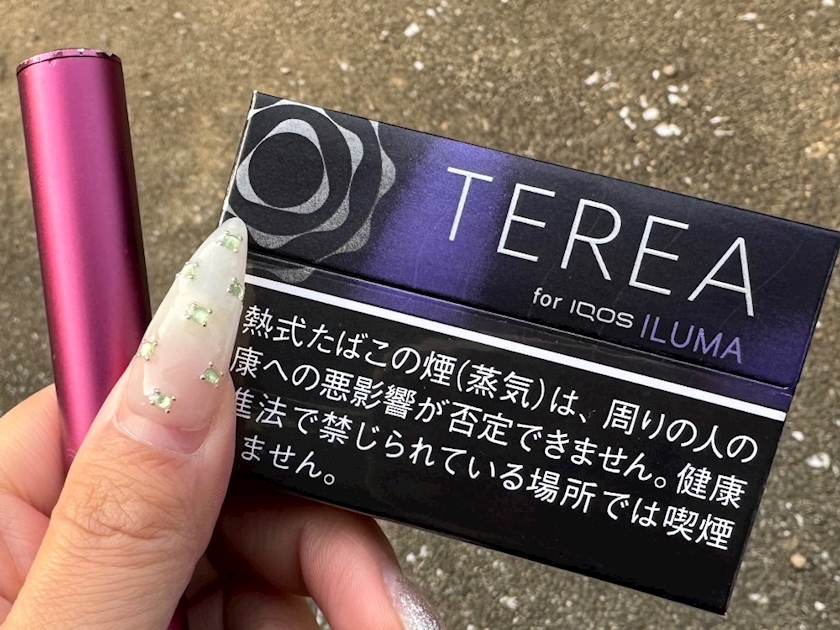 TEREA
for IQOS ILUMA
熱式たばこの煙(蒸気)は、周りの人の
康への悪影響が否定できません。健康
進法で禁じられている場所では喫煙
ません。